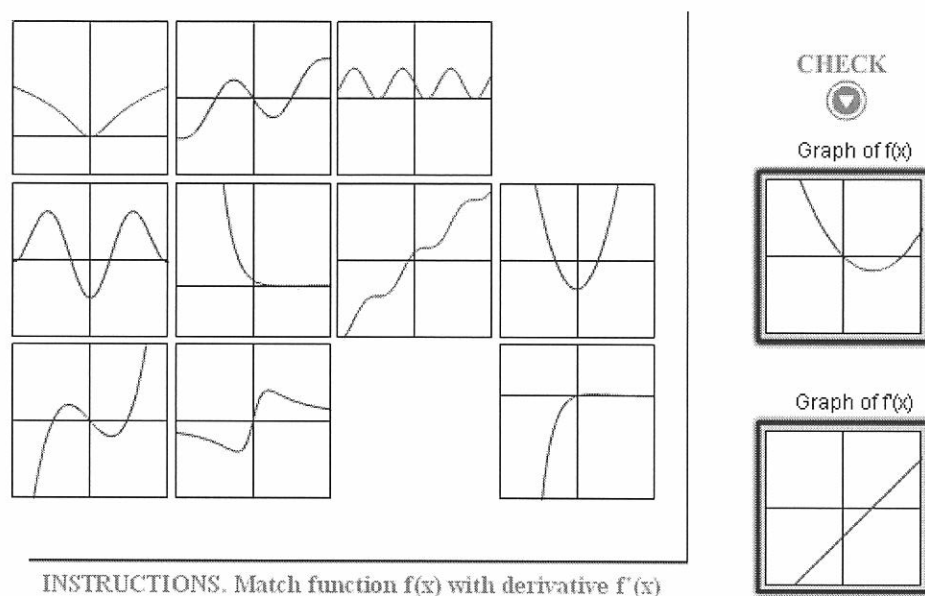 CHECK
Graph of f(x)
Graph of f'(x)
INSTRUCTIONS. Match function f(x) with derivative f'(x)